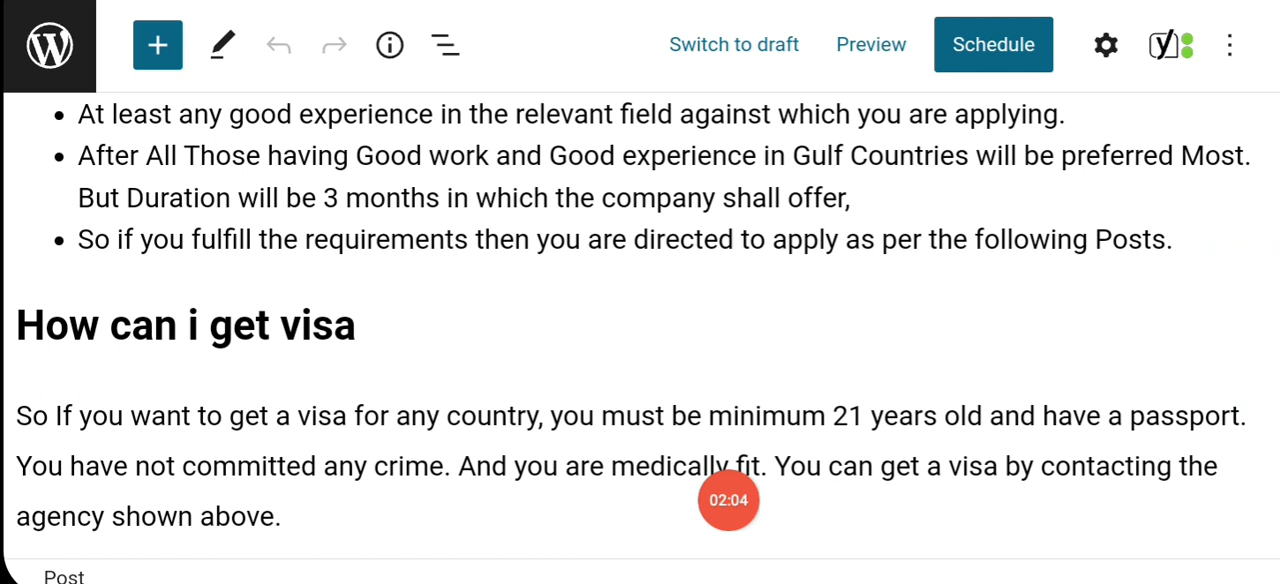 Switch to draft Preview Schedule
• At least any good experience in the relevant field against which you are applying.
• After All Those having Good work and Good experience in Gulf Countries will be preferred Most.
But Duration will be 3 months in which the company shall offer,
• So if you fulfill the requirements then you are directed to apply as per the following Posts.
How can i get visa
So If you want to get a visa for any country, you must be minimum 21 years old and have a passport.
You have not committed any crime. And you are medically fit. You can get a visa by contacting the
02:04
agency shown above.
Post